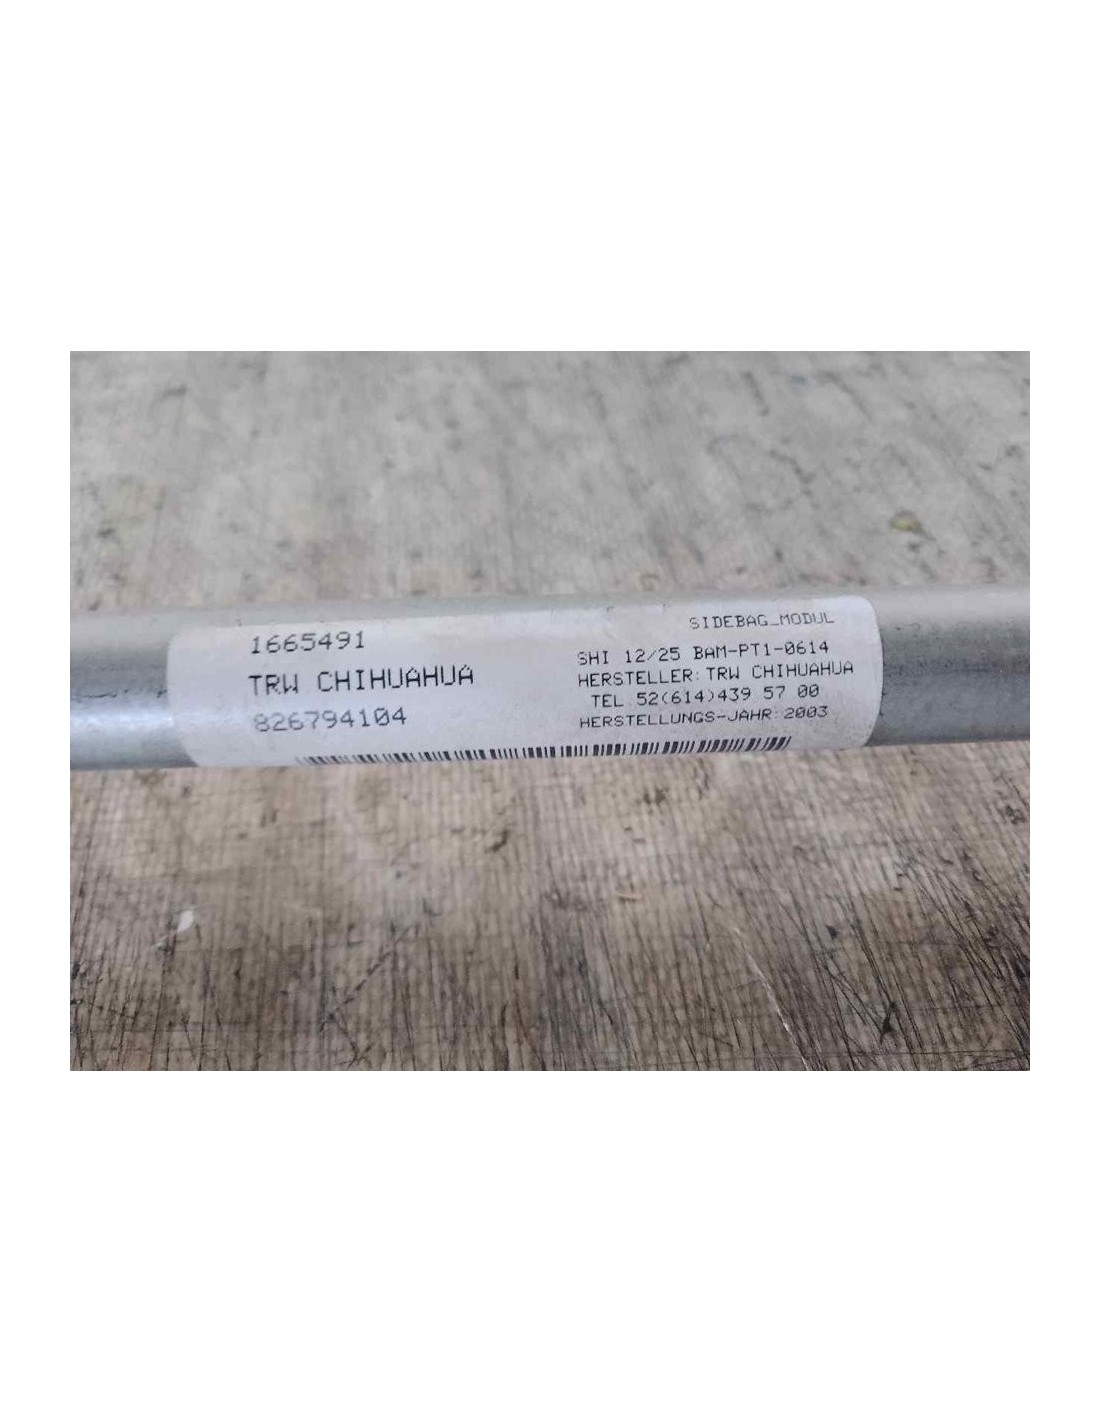 1665491
TRW CHIHUAHUA
826794104
SIDEBAG_MODUL
SHI 12/25 BAM-PT1-0614
HERSTELLER: TRW CHIHUAHUA
TEL 52(614)439 57 00
HERSTELLUNGS-JAHR: 2003